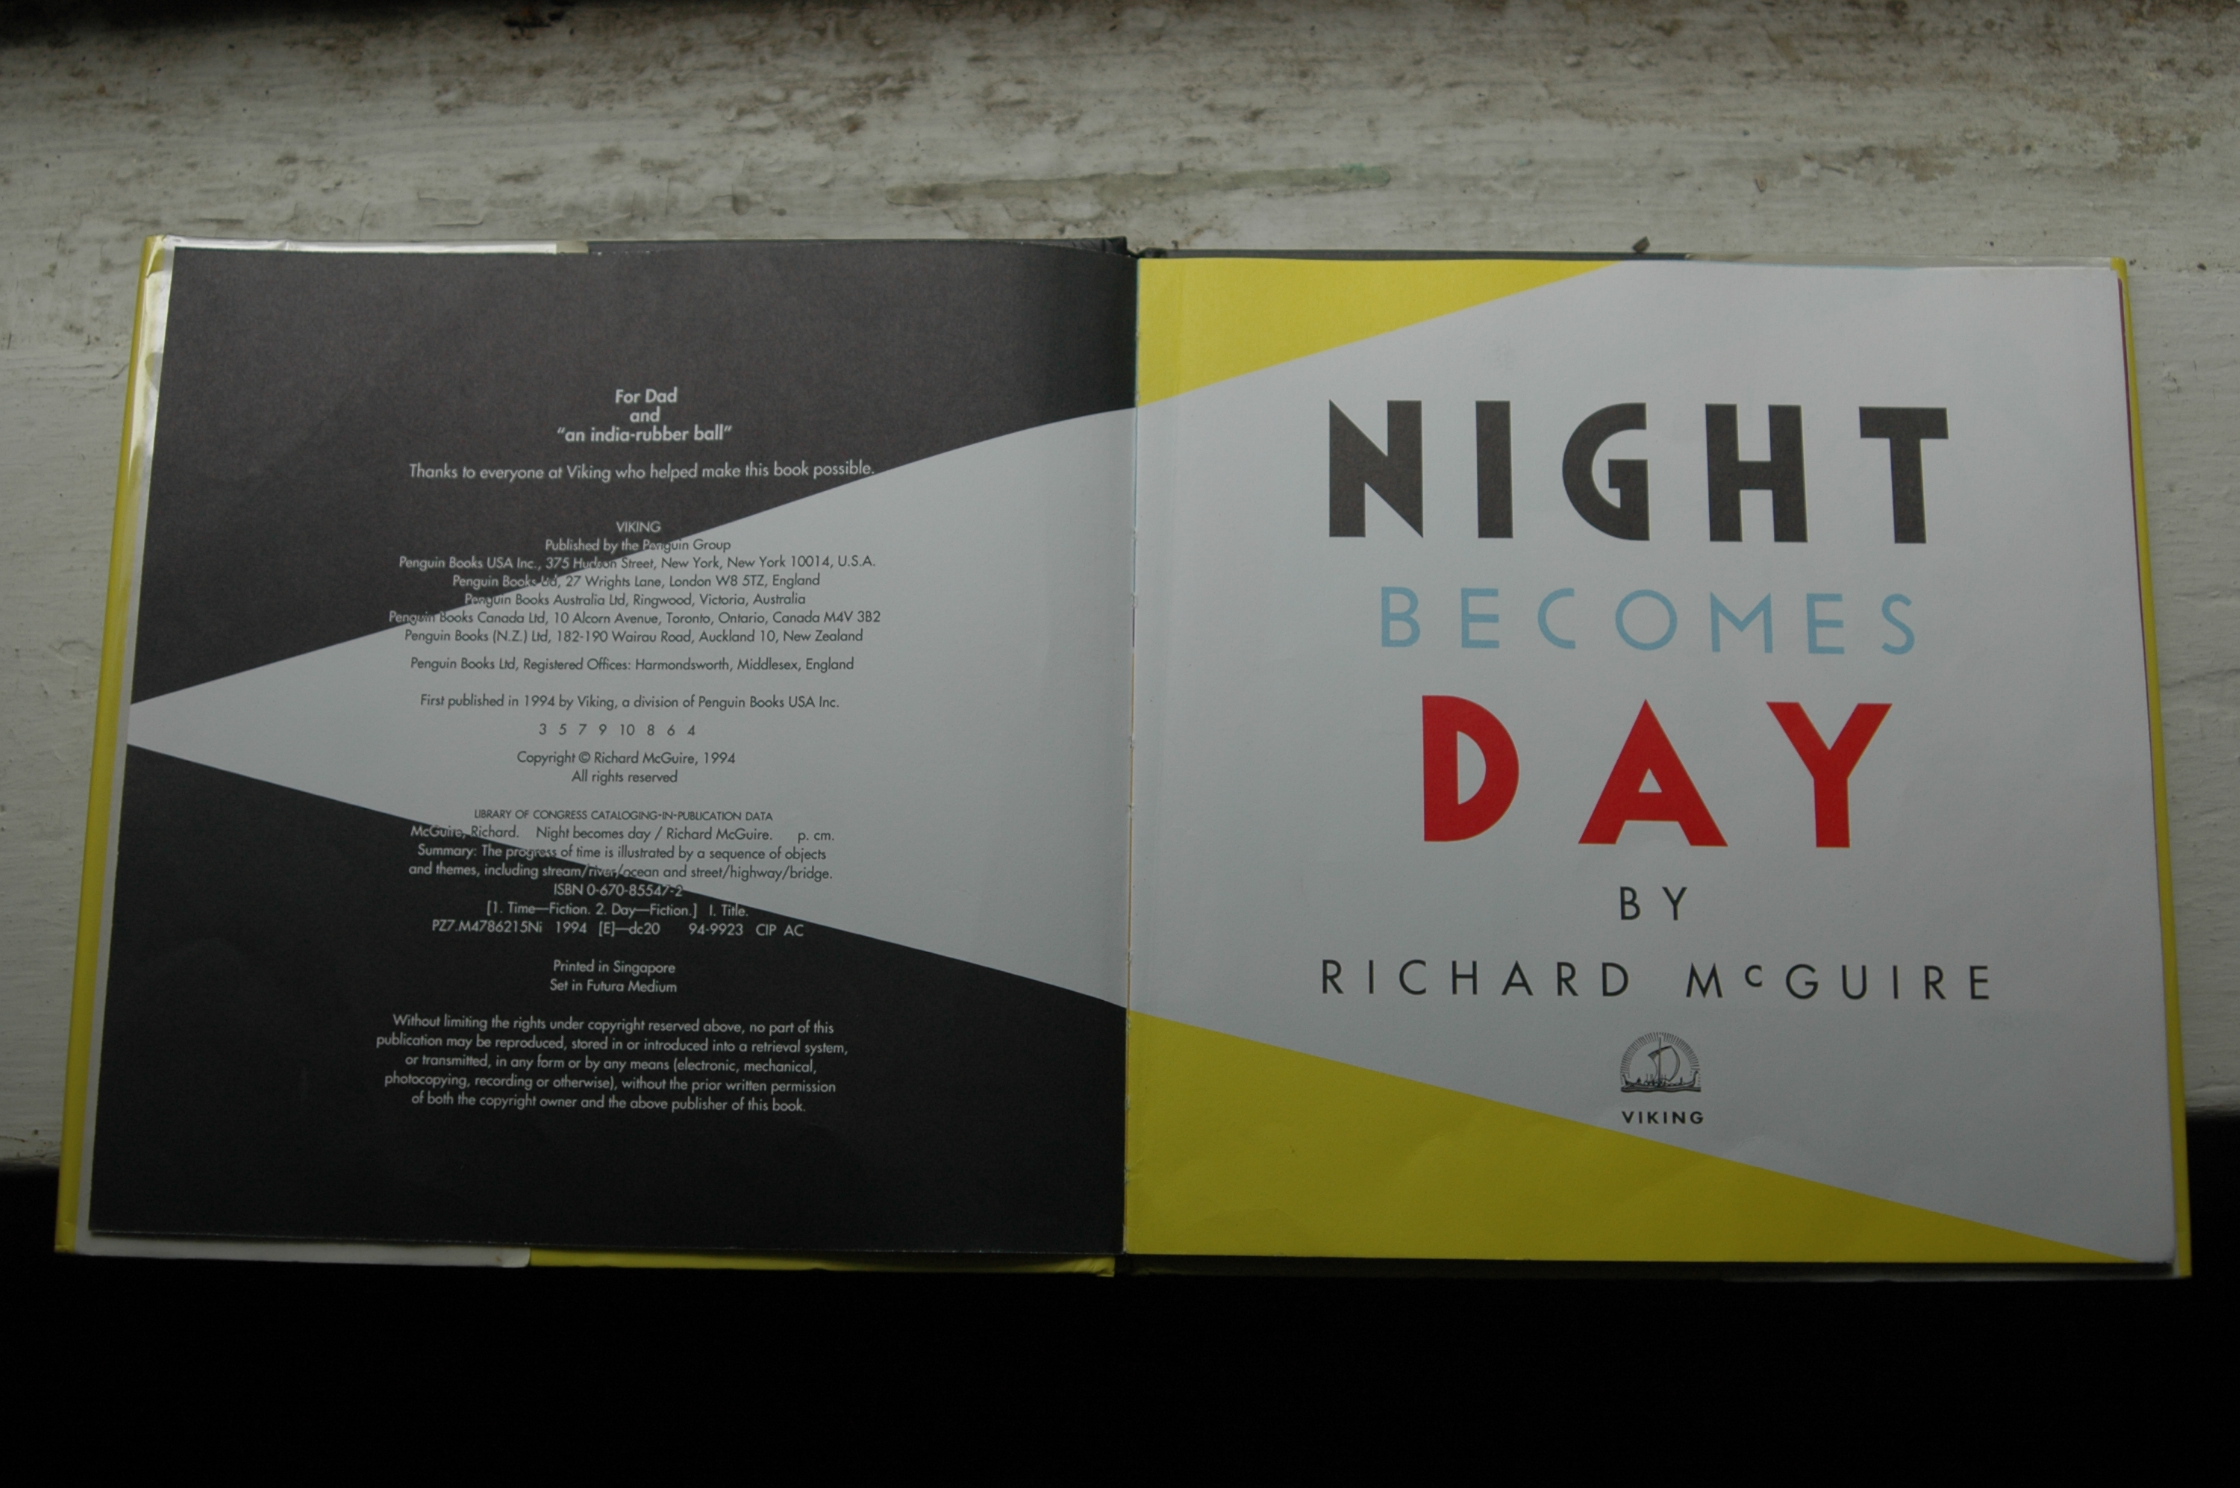 For Dad
and
“an india-rubber ball”
Thanks to everyone at Viking who helped make this book possible.
VIKING
Published by the Penguin Group
Penguin Books USA Inc., 375 Hudson Street, New York, New York 10014, U.S.A.
Penguin Books Ltd, 27 Wrights Lane, London W8 5TZ, England
Penguin Books Australia Ltd, Ringwood, Victoria, Australia
Penguin Books Canada Ltd, 10 Alcorn Avenue, Toronto, Ontario, Canada M4V 3B2
Penguin Books (N.Z.) Ltd, 182-190 Wairau Road, Auckland 10, New Zealand
Penguin Books Ltd, Registered Offices: Harmondsworth, Middlesex, England
First published in 1994 by Viking, a division of Penguin Books USA Inc.
3 5 7 9 10 8 6 4
Copyright © Richard McGuire, 1994
All rights reserved
LIBRARY OF CONGRESS CATALOGING-IN-PUBLICATION DATA
McGuire, Richard. Night becomes day / Richard McGuire. p. cm.
Summary: The progress of time is illustrated by a sequence of objects
and themes, including stream/river/ocean and street/highway/bridge.
ISBN 0-670-85547-2
[1. Time—Fiction. 2. Day—Fiction.] I. Title.
PZ7.M4786215Ni 1994 [E]—dc20 94-9923 CIP AC
Printed in Singapore
Set in Futura Medium
Without limiting the rights under copyright reserved above, no part of this
publication may be reproduced, stored in or introduced into a retrieval system,
or transmitted, in any form or by any means (electronic, mechanical,
photocopying, recording or otherwise), without the prior written permission
of both the copyright owner and the above publisher of this book.
NIGHT
BECOMES
DAY
BY
RICHARD McGUIRE
VIKING